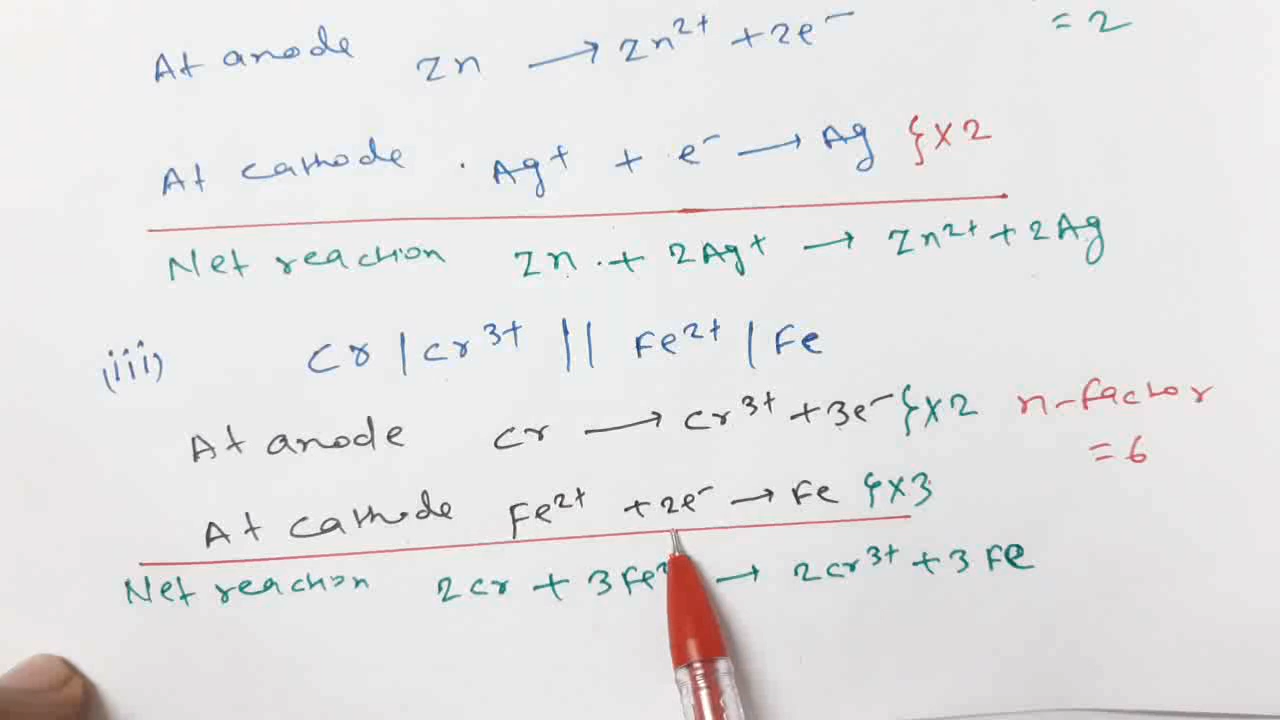 At anode Zn → Zn²⁺ + 2e⁻ = 2
At cathode . Ag⁺ + e⁻ → Ag } × 2
Net reaction Zn . + 2Ag⁺ → Zn²⁺ + 2Ag
(iii) Cr | Cr³⁺ || Fe²⁺ | Fe
At anode Cr → Cr³⁺ + 3e⁻ } × 2 n-factor
= 6
At cathode Fe²⁺ + 2e⁻ → Fe } × 3
Net reaction 2Cr + 3Fe² → 2Cr³⁺ + 3Fe